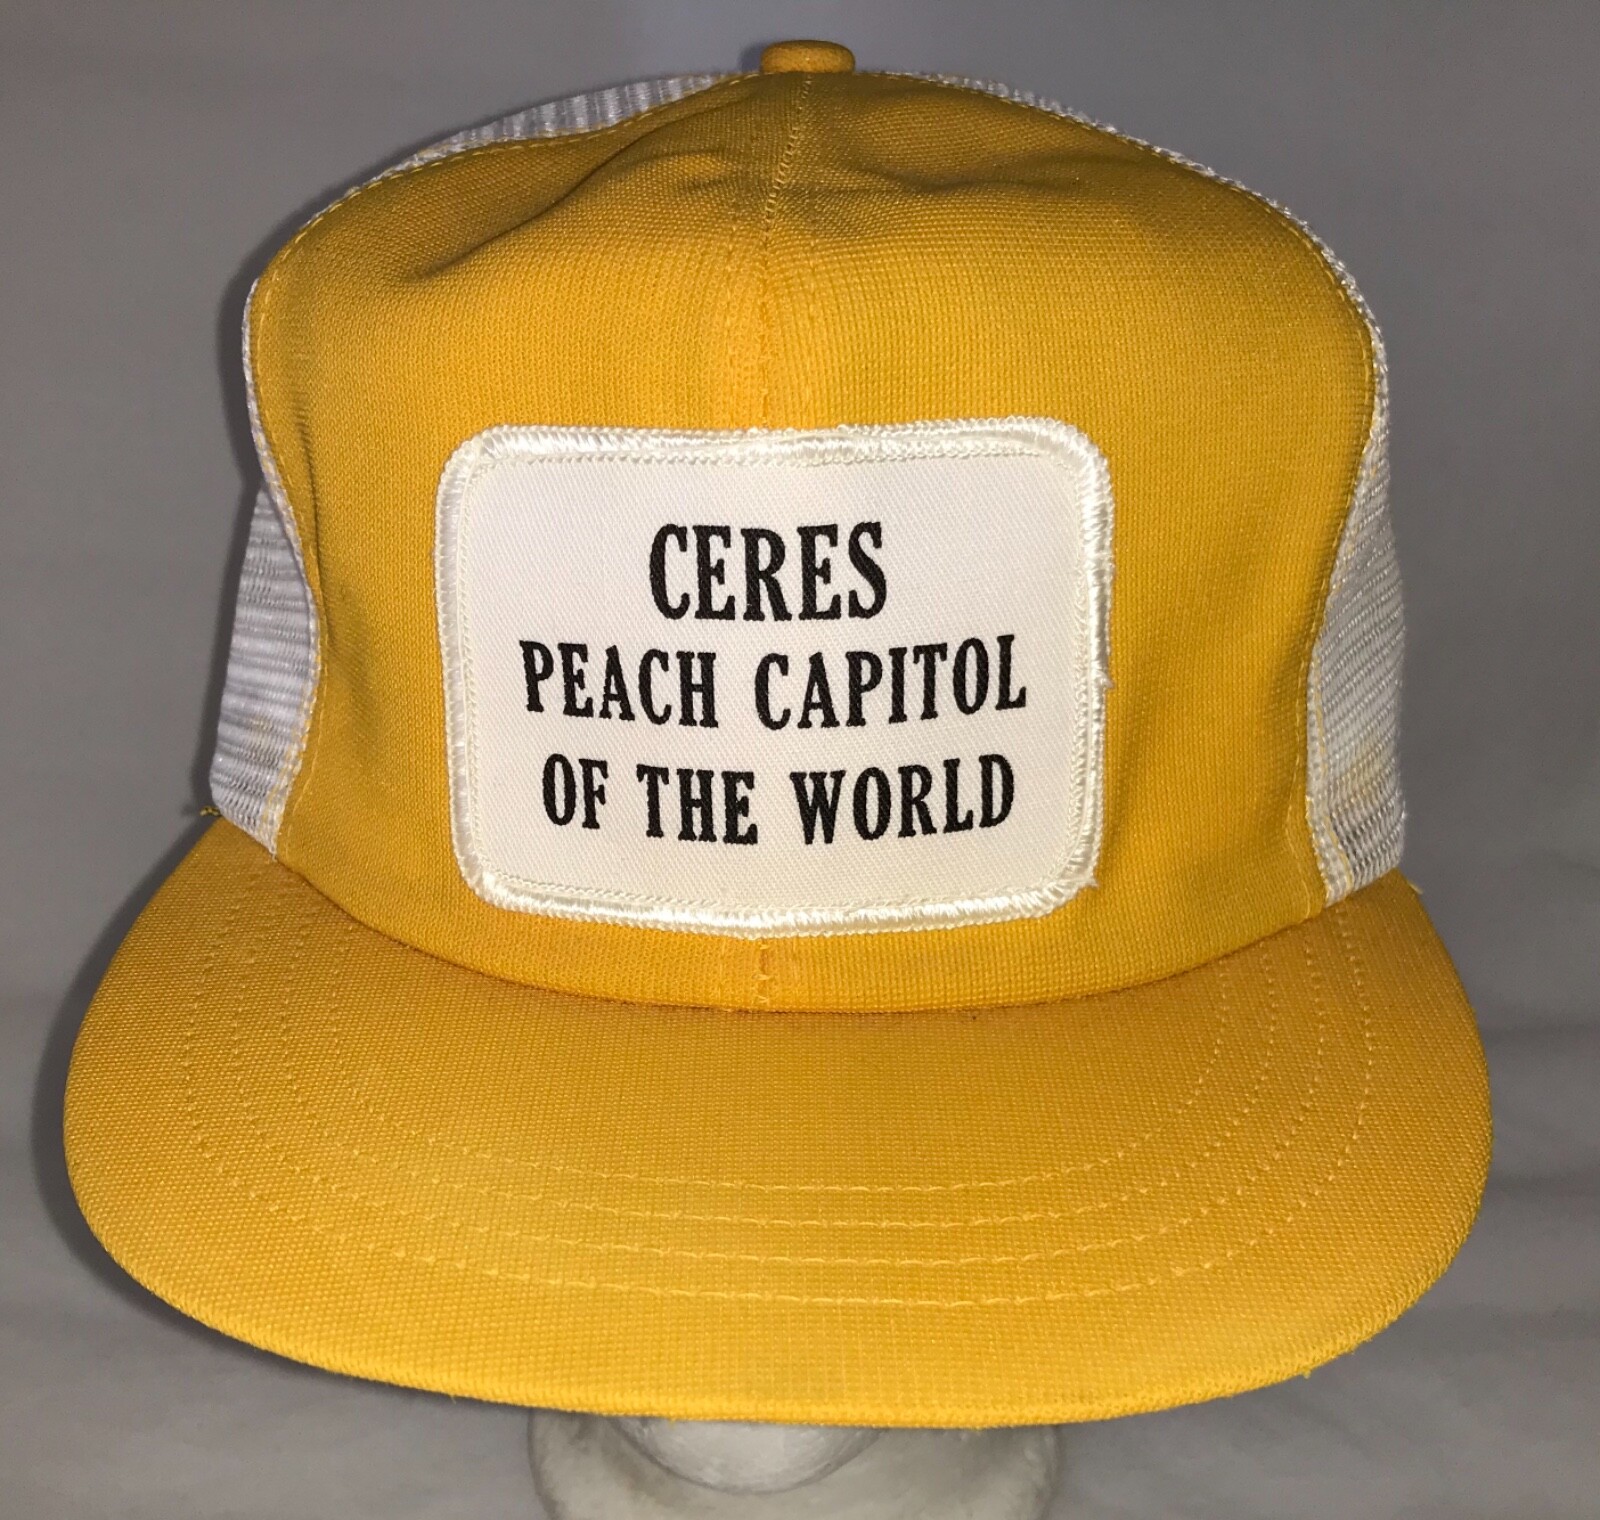 CERES
PEACH CAPITOL
OF THE WORLD